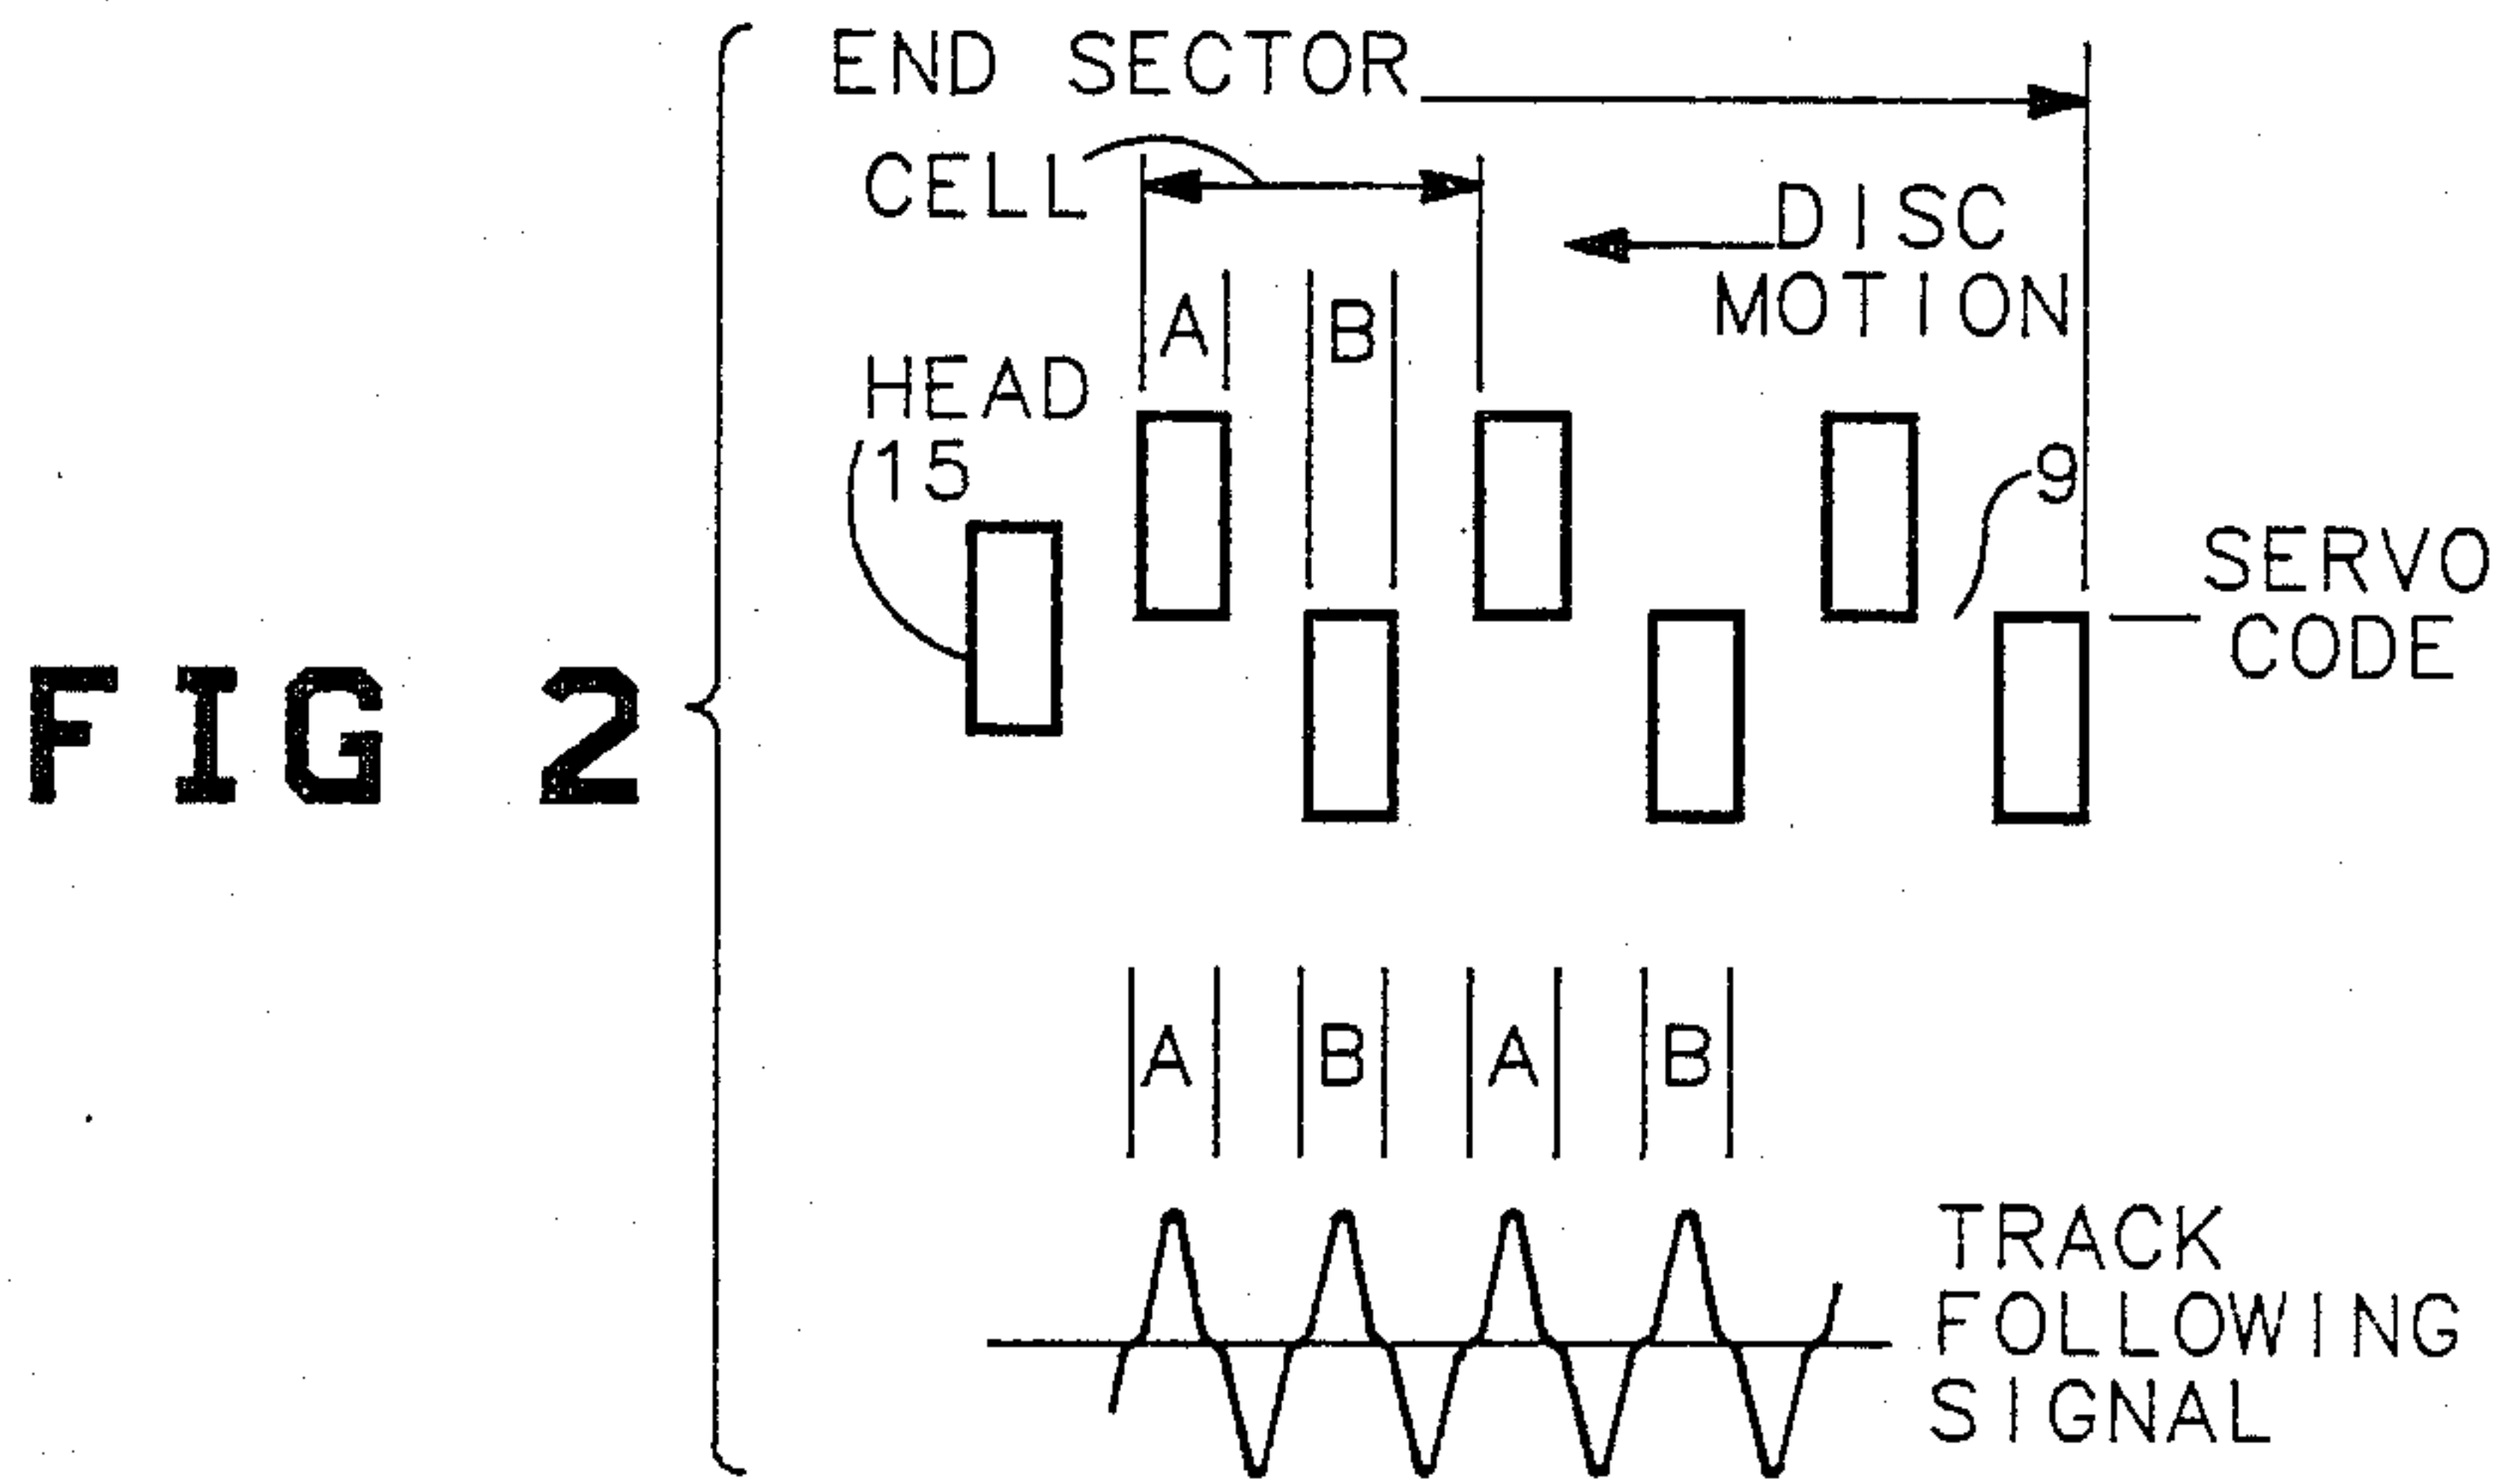 END SECTOR
CELL
DISC
MOTION
A B
HEAD
15
9
SERVO
CODE
FIG 2
A B A B
TRACK
FOLLOWING
SIGNAL